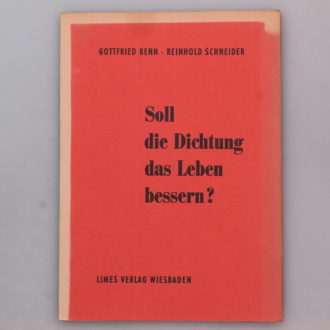 GOTTFRIED BENN · REINHOLD SCHNEIDER
Soll
die Dichtung
das Leben
bessern?
LIMES VERLAG WIESBADEN